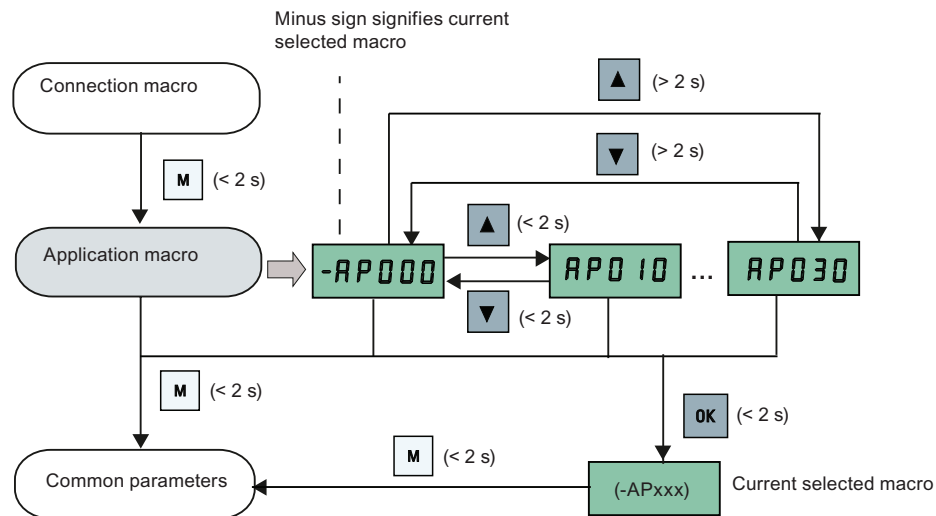 Minus sign signifies current
selected macro
Connection macro
▲ (> 2 s)
▼ (> 2 s)
M (< 2 s)
▲ (< 2 s)
Application macro
-AP000
AP010 ... AP030
▼ (< 2 s)
M (< 2 s)
OK (< 2 s)
M (< 2 s)
Common parameters
(-APxxx)
Current selected macro